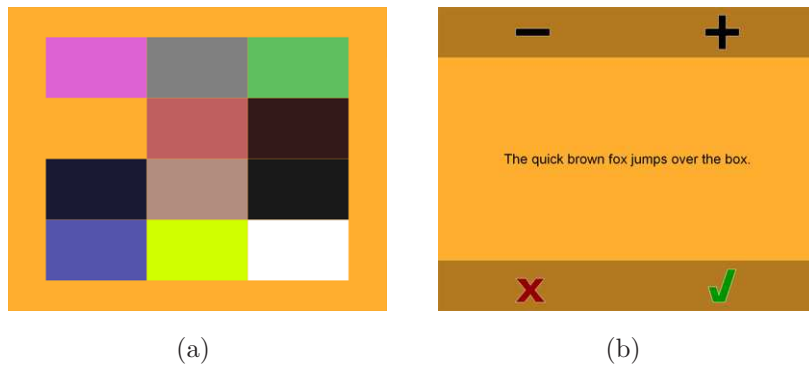 − +
The quick brown fox jumps over the box.
x ✓
(a) (b)